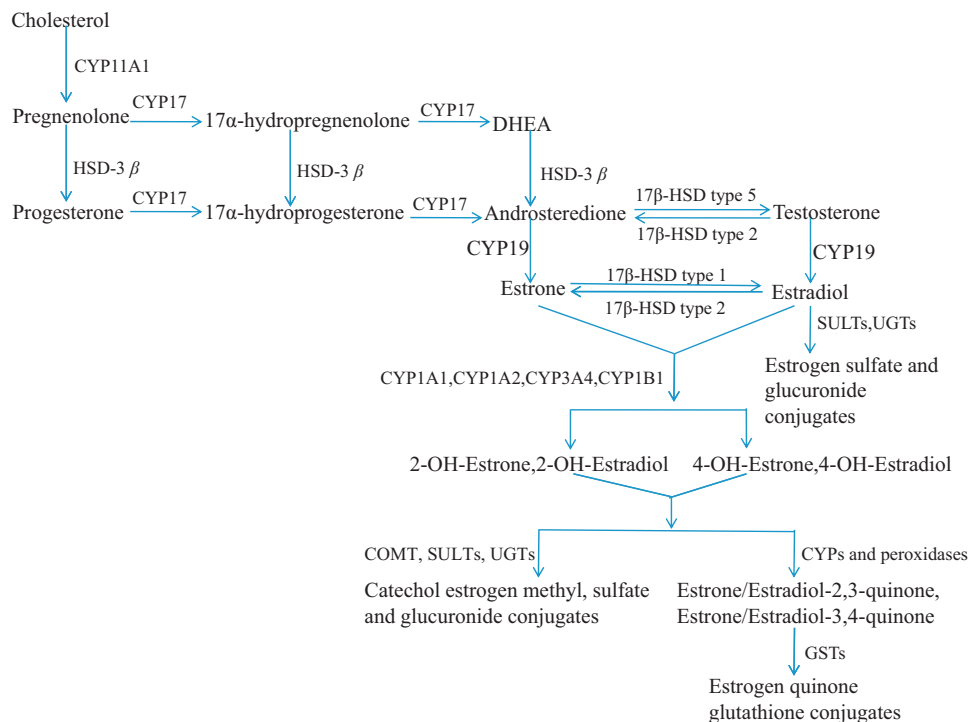 Cholesterol
CYP11A1
Pregnenolone
CYP17
17α-hydropregnenolone
CYP17
DHEA
HSD-3 β
HSD-3 β
HSD-3 β
Progesterone
CYP17
17α-hydroprogesterone
CYP17
Androsteredione
17β-HSD type 5
17β-HSD type 2
Testosterone
CYP19
CYP19
Estrone
17β-HSD type 1
17β-HSD type 2
Estradiol
SULTs,UGTs
Estrogen sulfate and
glucuronide
conjugates
CYP1A1,CYP1A2,CYP3A4,CYP1B1
2-OH-Estrone,2-OH-Estradiol
4-OH-Estrone,4-OH-Estradiol
COMT, SULTs, UGTs
CYPs and peroxidases
Catechol estrogen methyl, sulfate
and glucuronide conjugates
Estrone/Estradiol-2,3-quinone,
Estrone/Estradiol-3,4-quinone
GSTs
Estrogen quinone
glutathione conjugates